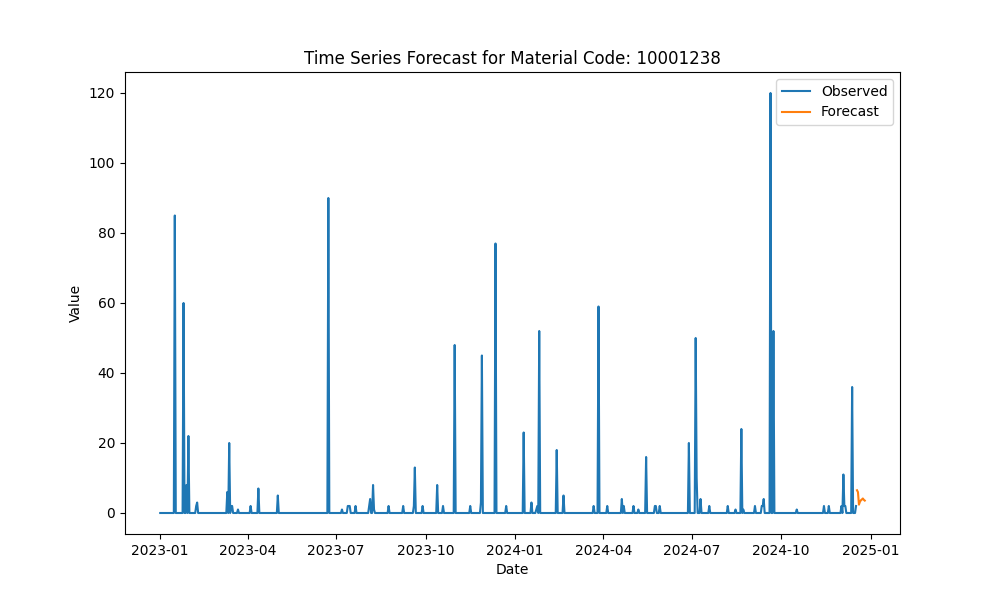 Time Series Forecast for Material Code: 10001238
Observed
Forecast
120
100
80
60
40
20
0
Value
2023-01 2023-04 2023-07 2023-10 2024-01 2024-04 2024-07 2024-10 2025-01
Date